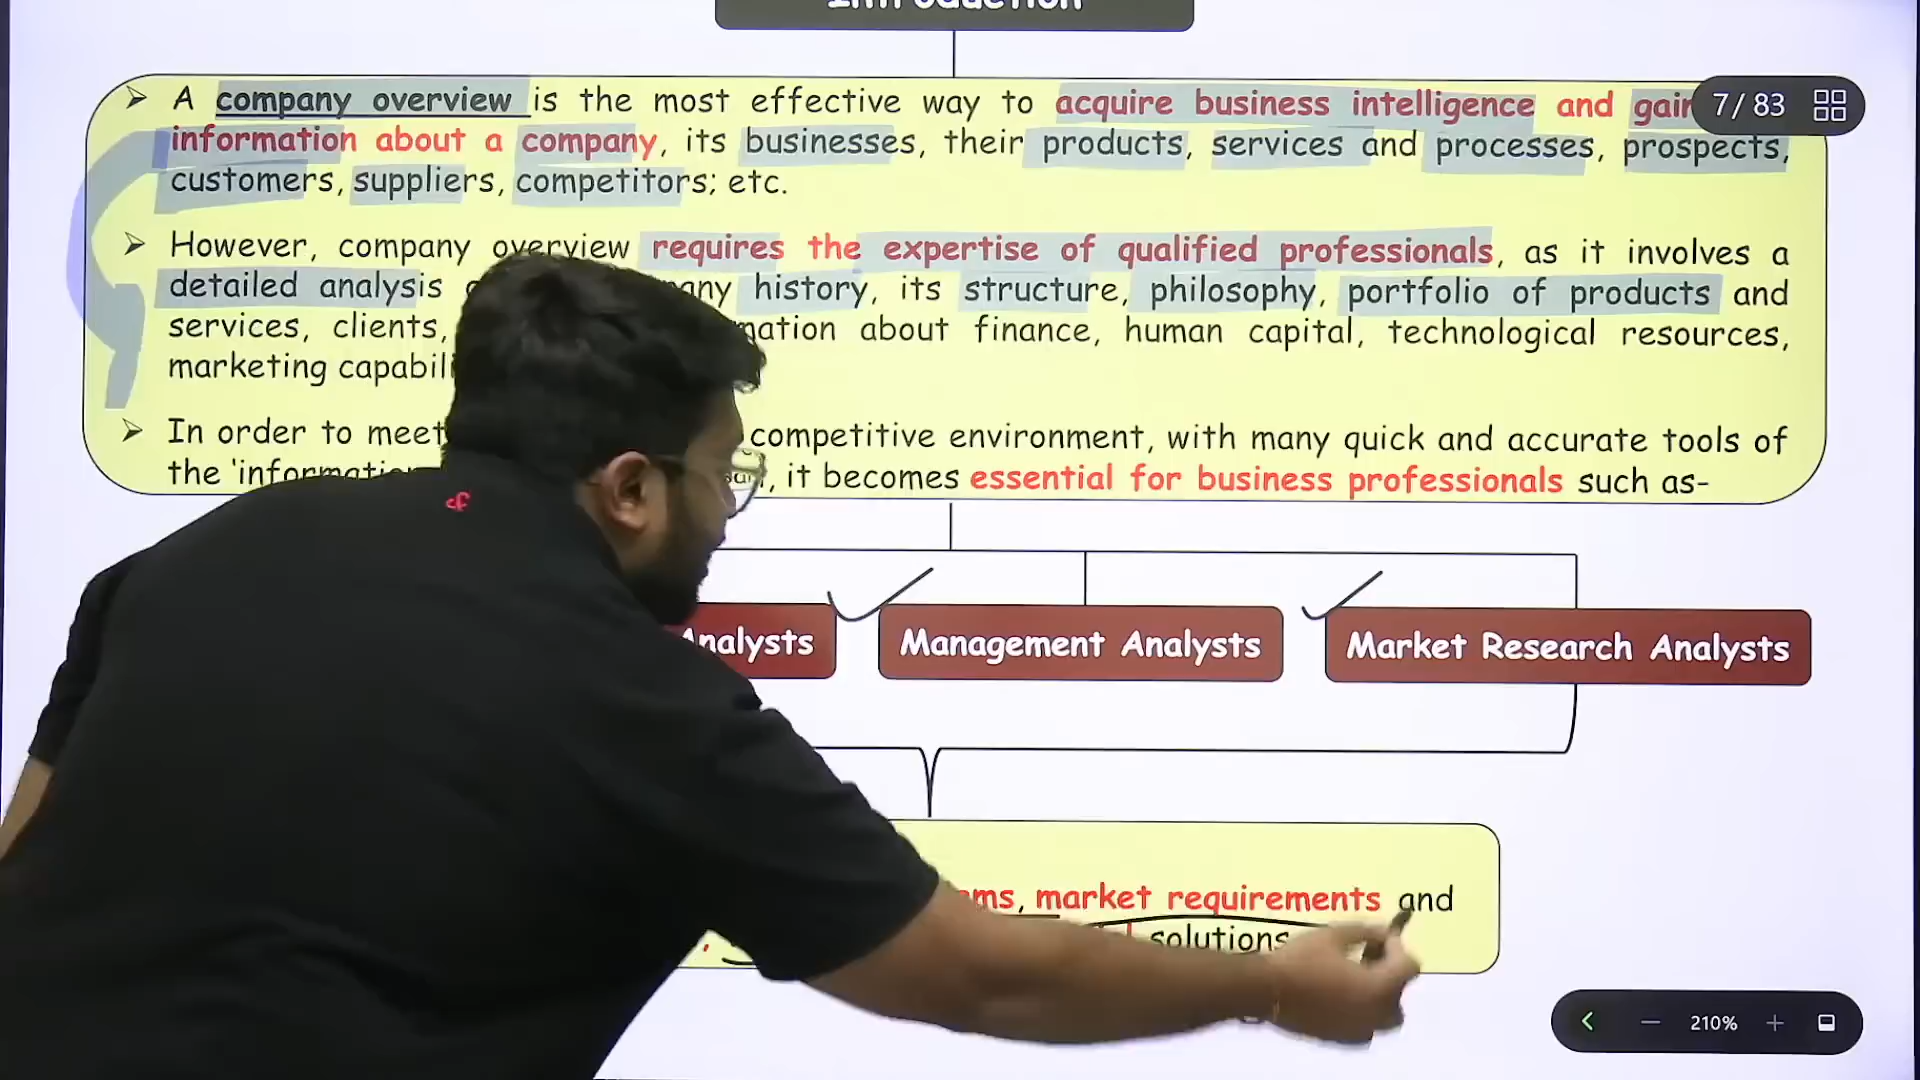 Introduction
7/ 83
➤ A company overview is the most effective way to acquire business intelligence and gain
information about a company, its businesses, their products, services and processes, prospects,
customers, suppliers, competitors; etc.
➤ However, company overview requires the expertise of qualified professionals, as it involves a
detailed analysis history, its structure, philosophy, portfolio of products and
services, clients, about finance, human capital, technological resources,
marketing
➤ In order to meet competitive environment, with many quick and accurate tools of
the , it becomes essential for business professionals such as-
Analysts
Management Analysts
Market Research Analysts
, market requirements and
solutions
210%